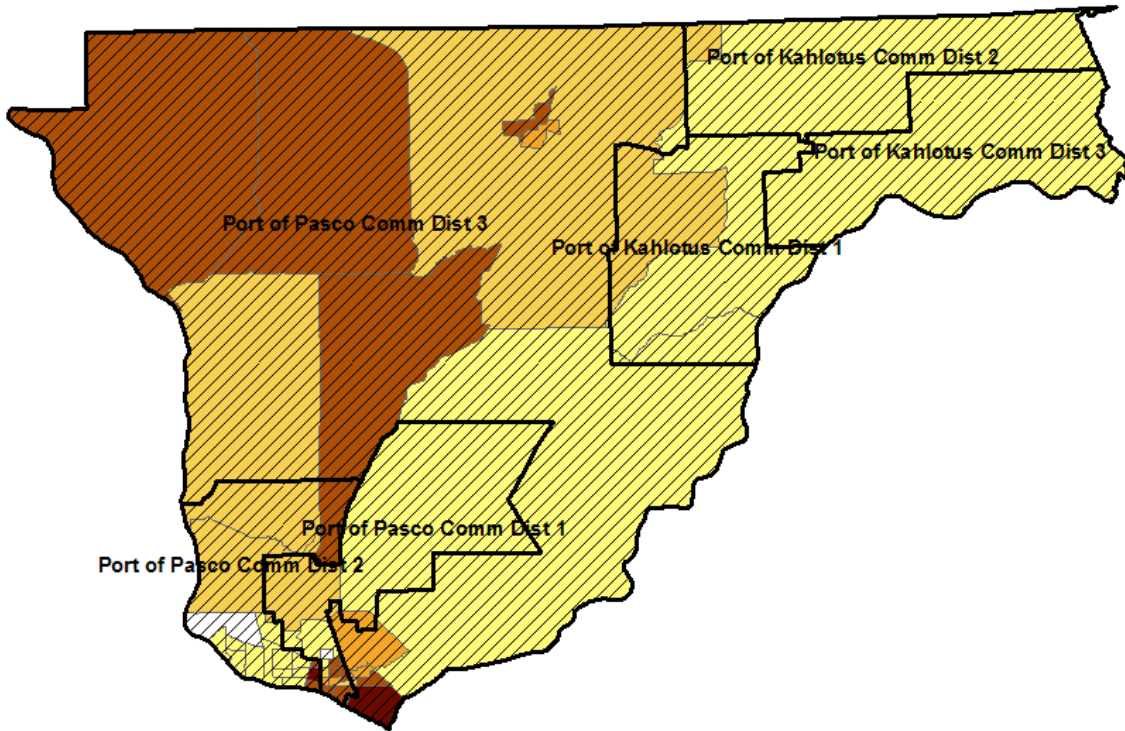 Port of Kahlotus Comm Dist 2
Port of Kahlotus Comm Dist 3
Port of Pasco Comm Dist 3
Port of Kahlotus Comm Dist 1
Port of Pasco Comm Dist 1
Port of Pasco Comm Dist 2